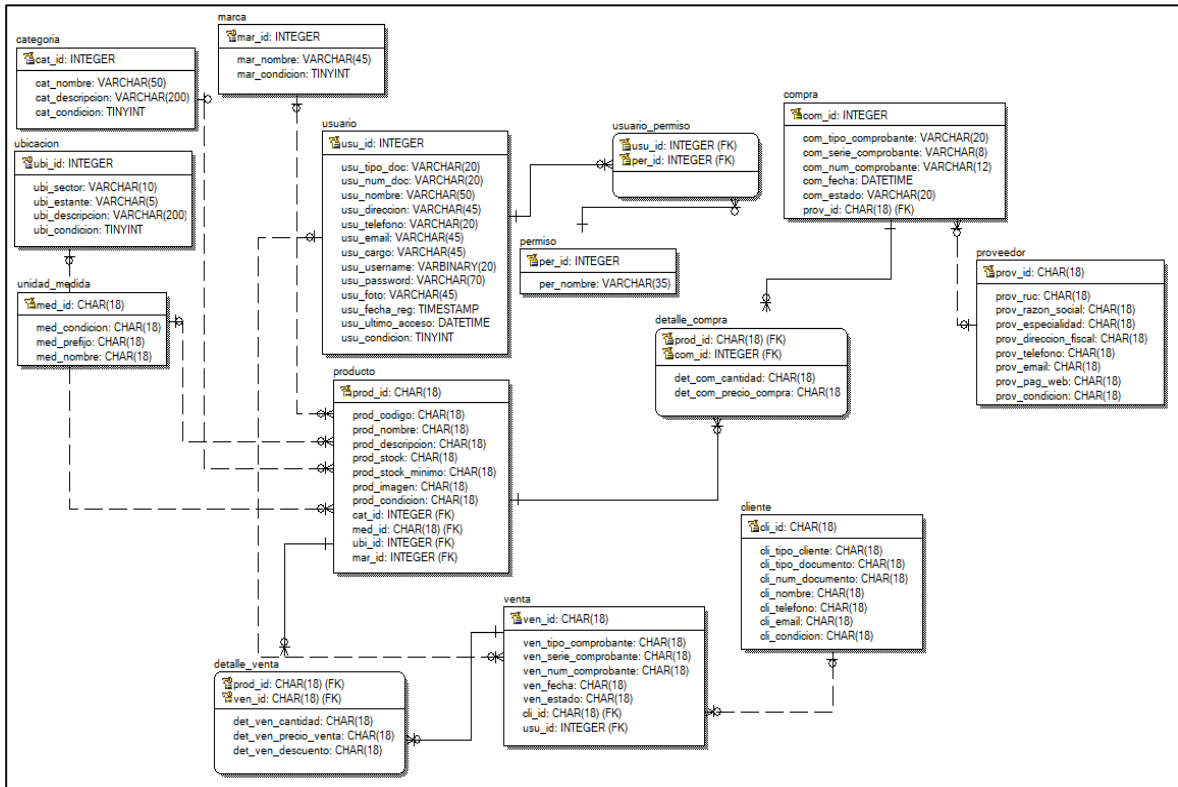 marca
mar_id: INTEGER
mar_nombre: VARCHAR(45)
mar_condicion: TINYINT
categoria
cat_id: INTEGER
cat_nombre: VARCHAR(50)
cat_descripcion: VARCHAR(200)
cat_condicion: TINYINT
ubicacion
ubi_id: INTEGER
ubi_sector: VARCHAR(10)
ubi_estante: VARCHAR(5)
ubi_descripcion: VARCHAR(200)
ubi_condicion: TINYINT
unidad_medida
med_id: CHAR(18)
med_condicion: CHAR(18)
med_prefijo: CHAR(18)
med_nombre: CHAR(18)
usuario
usu_id: INTEGER
usu_tipo_doc: VARCHAR(20)
usu_num_doc: VARCHAR(20)
usu_nombre: VARCHAR(50)
usu_direccion: VARCHAR(45)
usu_telefono: VARCHAR(20)
usu_email: VARCHAR(45)
usu_cargo: VARCHAR(45)
usu_username: VARBINARY(20)
usu_password: VARCHAR(70)
usu_foto: VARCHAR(45)
usu_fecha_reg: TIMESTAMP
usu_ultimo_acceso: DATETIME
usu_condicion: TINYINT
usuario_permiso
usu_id: INTEGER (FK)
per_id: INTEGER (FK)
permiso
per_id: INTEGER
per_nombre: VARCHAR(35)
compra
com_id: INTEGER
com_tipo_comprobante: VARCHAR(20)
com_serie_comprobante: VARCHAR(8)
com_num_comprobante: VARCHAR(12)
com_fecha: DATETIME
com_estado: VARCHAR(20)
prov_id: CHAR(18) (FK)
proveedor
prov_id: CHAR(18)
prov_ruc: CHAR(18)
prov_razon_social: CHAR(18)
prov_especialidad: CHAR(18)
prov_direccion_fiscal: CHAR(18)
prov_telefono: CHAR(18)
prov_email: CHAR(18)
prov_pag_web: CHAR(18)
prov_condicion: CHAR(18)
detalle_compra
prod_id: CHAR(18) (FK)
com_id: INTEGER (FK)
det_com_cantidad: CHAR(18)
det_com_precio_compra: CHAR(18
producto
prod_id: CHAR(18)
prod_codigo: CHAR(18)
prod_nombre: CHAR(18)
prod_descripcion: CHAR(18)
prod_stock: CHAR(18)
prod_stock_minimo: CHAR(18)
prod_imagen: CHAR(18)
prod_condicion: CHAR(18)
cat_id: INTEGER (FK)
med_id: CHAR(18) (FK)
ubi_id: INTEGER (FK)
mar_id: INTEGER (FK)
cliente
cli_id: CHAR(18)
cli_tipo_cliente: CHAR(18)
cli_tipo_documento: CHAR(18)
cli_num_documento: CHAR(18)
cli_nombre: CHAR(18)
cli_telefono: CHAR(18)
cli_email: CHAR(18)
cli_condicion: CHAR(18)
venta
ven_id: CHAR(18)
ven_tipo_comprobante: CHAR(18)
ven_serie_comprobante: CHAR(18)
ven_num_comprobante: CHAR(18)
ven_fecha: CHAR(18)
ven_estado: CHAR(18)
cli_id: CHAR(18) (FK)
usu_id: INTEGER (FK)
detalle_venta
prod_id: CHAR(18) (FK)
ven_id: CHAR(18) (FK)
det_ven_cantidad: CHAR(18)
det_ven_precio_venta: CHAR(18)
det_ven_descuento: CHAR(18)